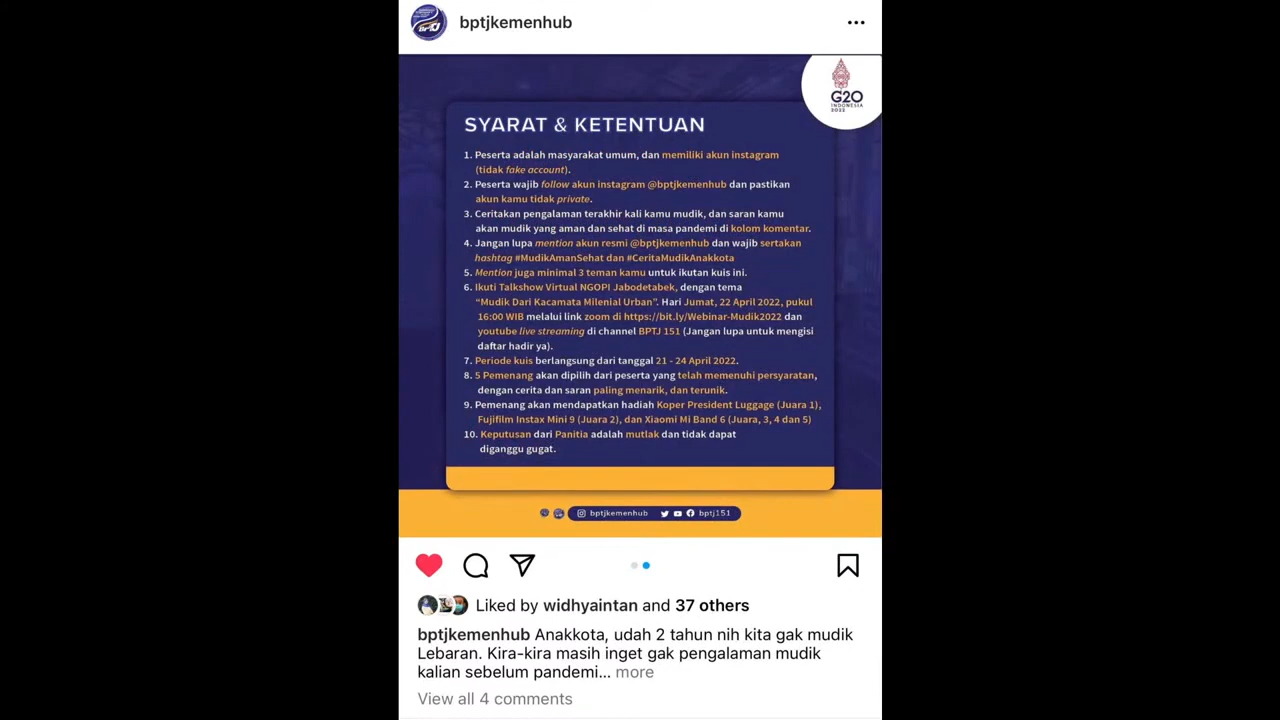 bptjkemenhub
G20
INDONESIA
2022
SYARAT & KETENTUAN
1. Peserta adalah masyarakat umum, dan memiliki akun instagram
(tidak fake account).
2. Peserta wajib follow akun instagram @bptjkemenhub dan pastikan
akun kamu tidak private.
3. Ceritakan pengalaman terakhir kali kamu mudik, dan saran kamu
akan mudik yang aman dan sehat di masa pandemi di kolom komentar.
4. Jangan lupa mention akun resmi @bptjkemenhub dan wajib sertakan
hashtag #MudikAmanSehat dan #CeritaMudikAnakkota
5. Mention juga minimal 3 teman kamu untuk ikutan kuis ini.
6. Ikuti Talkshow Virtual NGOPI Jabodetabek, dengan tema
“Mudik Dari Kacamata Milenial Urban”. Hari Jumat, 22 April 2022, pukul
16:00 WIB melalui link zoom di https://bit.ly/Webinar-Mudik2022 dan
youtube live streaming di channel BPTJ 151 (Jangan lupa untuk mengisi
daftar hadir ya).
7. Periode kuis berlangsung dari tanggal 21 - 24 April 2022.
8. 5 Pemenang akan dipilih dari peserta yang telah memenuhi persyaratan,
dengan cerita dan saran paling menarik, dan terunik.
9. Pemenang akan mendapatkan hadiah Koper President Luggage (Juara 1),
Fujifilm Instax Mini 9 (Juara 2), dan Xiaomi Mi Band 6 (Juara, 3, 4 dan 5)
10. Keputusan dari Panitia adalah mutlak dan tidak dapat
diganggu gugat.
bptjkemenhub bptj151
Liked by widhyaintan and 37 others
bptjkemenhub Anakkota, udah 2 tahun nih kita gak mudik
Lebaran. Kira-kira masih inget gak pengalaman mudik
kalian sebelum pandemi... more
View all 4 comments